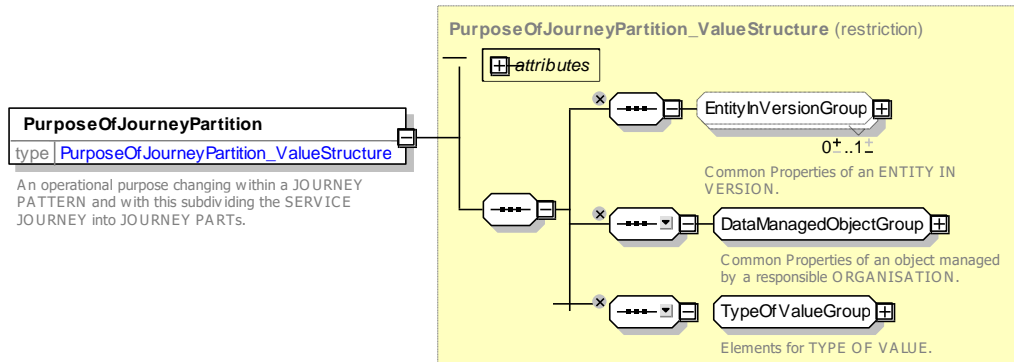 PurposeOfJourneyPartition_ValueStructure (restriction)
attributes
EntityInVersionGroup
0..1
Common Properties of an ENTITY IN
VERSION.
PurposeOfJourneyPartition
type PurposeOfJourneyPartition_ValueStructure
An operational purpose changing within a JOURNEY
PATTERN and with this subdividing the SERVICE
JOURNEY into JOURNEY PARTs.
DataManagedObjectGroup
Common Properties of an object managed
by a responsible ORGANISATION.
TypeOfValueGroup
Elements for TYPE OF VALUE.